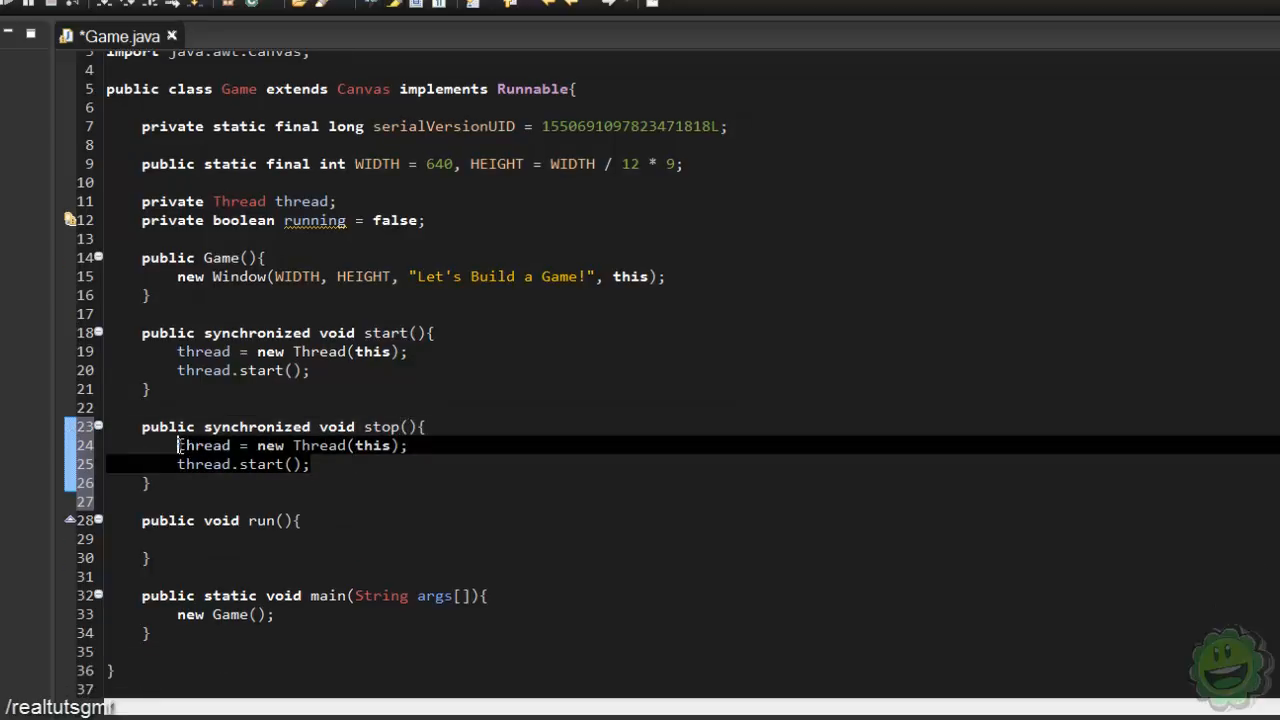 *Game.java
3 import java.awt.Canvas;
4
5 public class Game extends Canvas implements Runnable{
6
7 private static final long serialVersionUID = 1550691097823471818L;
8
9 public static final int WIDTH = 640, HEIGHT = WIDTH / 12 * 9;
10
11 private Thread thread;
12 private boolean running = false;
13
14 public Game(){
15 new Window(WIDTH, HEIGHT, "Let's Build a Game!", this);
16 }
17
18 public synchronized void start(){
19 thread = new Thread(this);
20 thread.start();
21 }
22
23 public synchronized void stop(){
24 thread = new Thread(this);
25 thread.start();
26 }
27
28 public void run(){
29
30 }
31
32 public static void main(String args[]){
33 new Game();
34 }
35
36 }
37
/realtutsgml